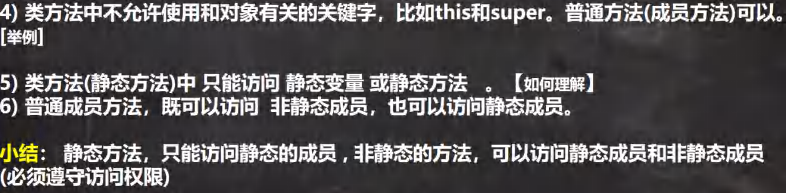 4) 类方法中不允许使用和对象有关的关键字，比如this和super。普通方法(成员方法)可以。
[举例]
5) 类方法(静态方法)中 只能访问 静态变量 或静态方法 。【如何理解】
6) 普通成员方法，既可以访问 非静态成员，也可以访问静态成员。
小结： 静态方法，只能访问静态的成员 , 非静态的方法，可以访问静态成员和非静态成员
(必须遵守访问权限)